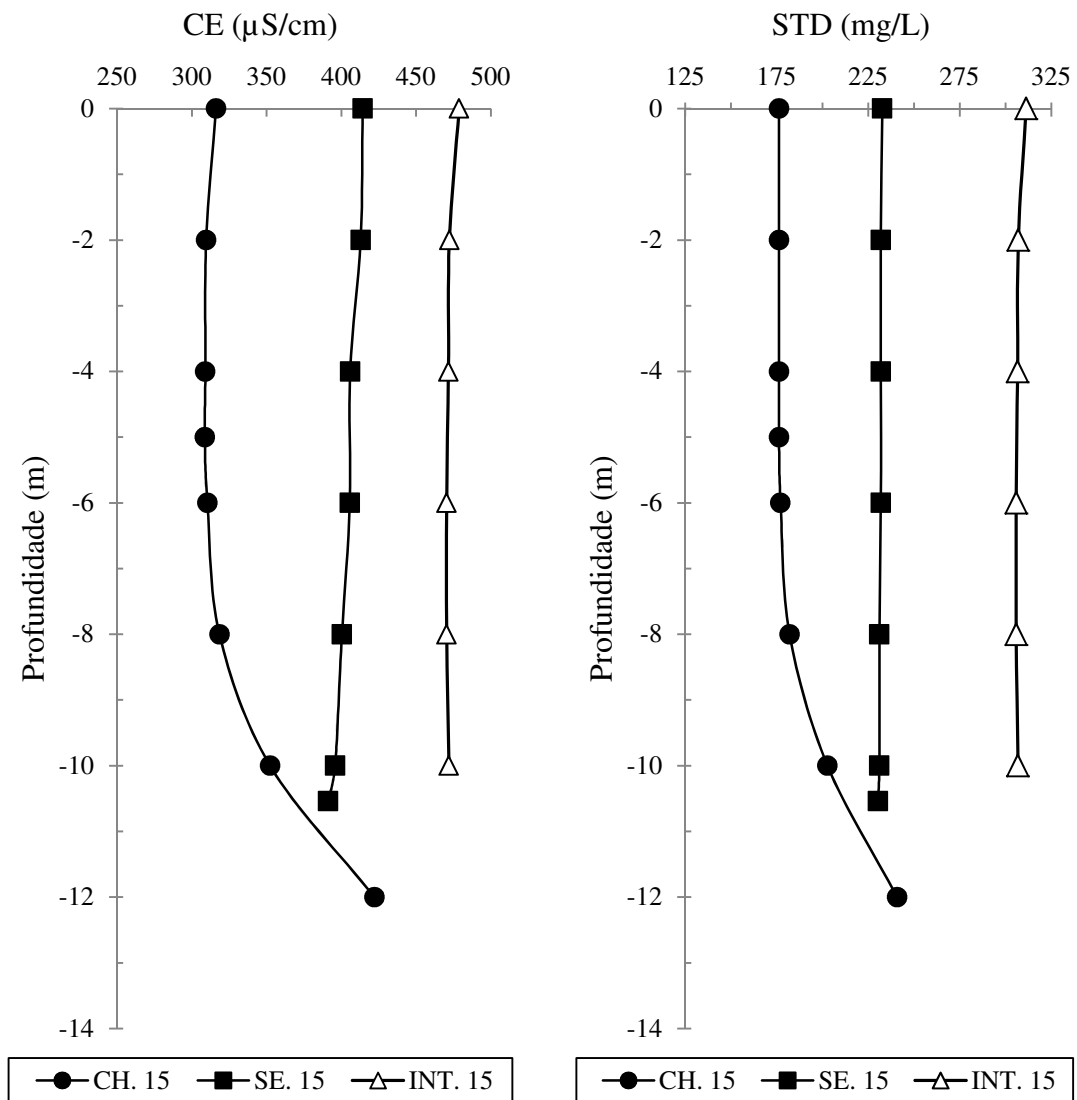 CE (µS/cm)
250 300 350 400 450 500
0
-2
-4
-6
-8
-10
-12
-14
Profundidade (m)
CH. 15 SE. 15 INT. 15
STD (mg/L)
125 175 225 275 325
0
-2
-4
-6
-8
-10
-12
-14
Profundidade (m)
CH. 15 SE. 15 INT. 15